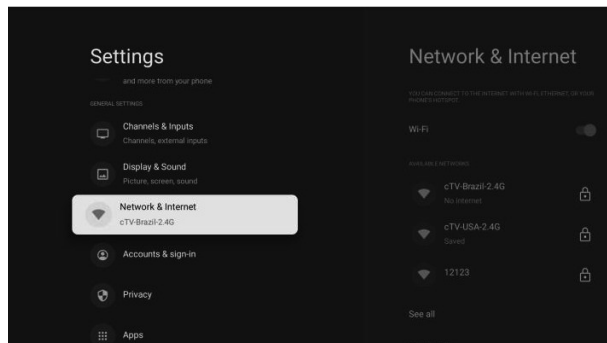 Settings
and more from your phone
GENERAL SETTINGS
Channels & Inputs
Channels, external inputs
Display & Sound
Picture, screen, sound
Network & Internet
cTV-Brazil-2.4G
Accounts & sign-in
Privacy
Apps
Network & Internet
YOU CAN CONNECT TO THE INTERNET WITH WI-FI, ETHERNET, OR YOUR
PHONE'S HOTSPOT
Wi-Fi
AVAILABLE NETWORKS
cTV-Brazil-2.4G
No internet
cTV-USA-2.4G
Saved
12123
See all